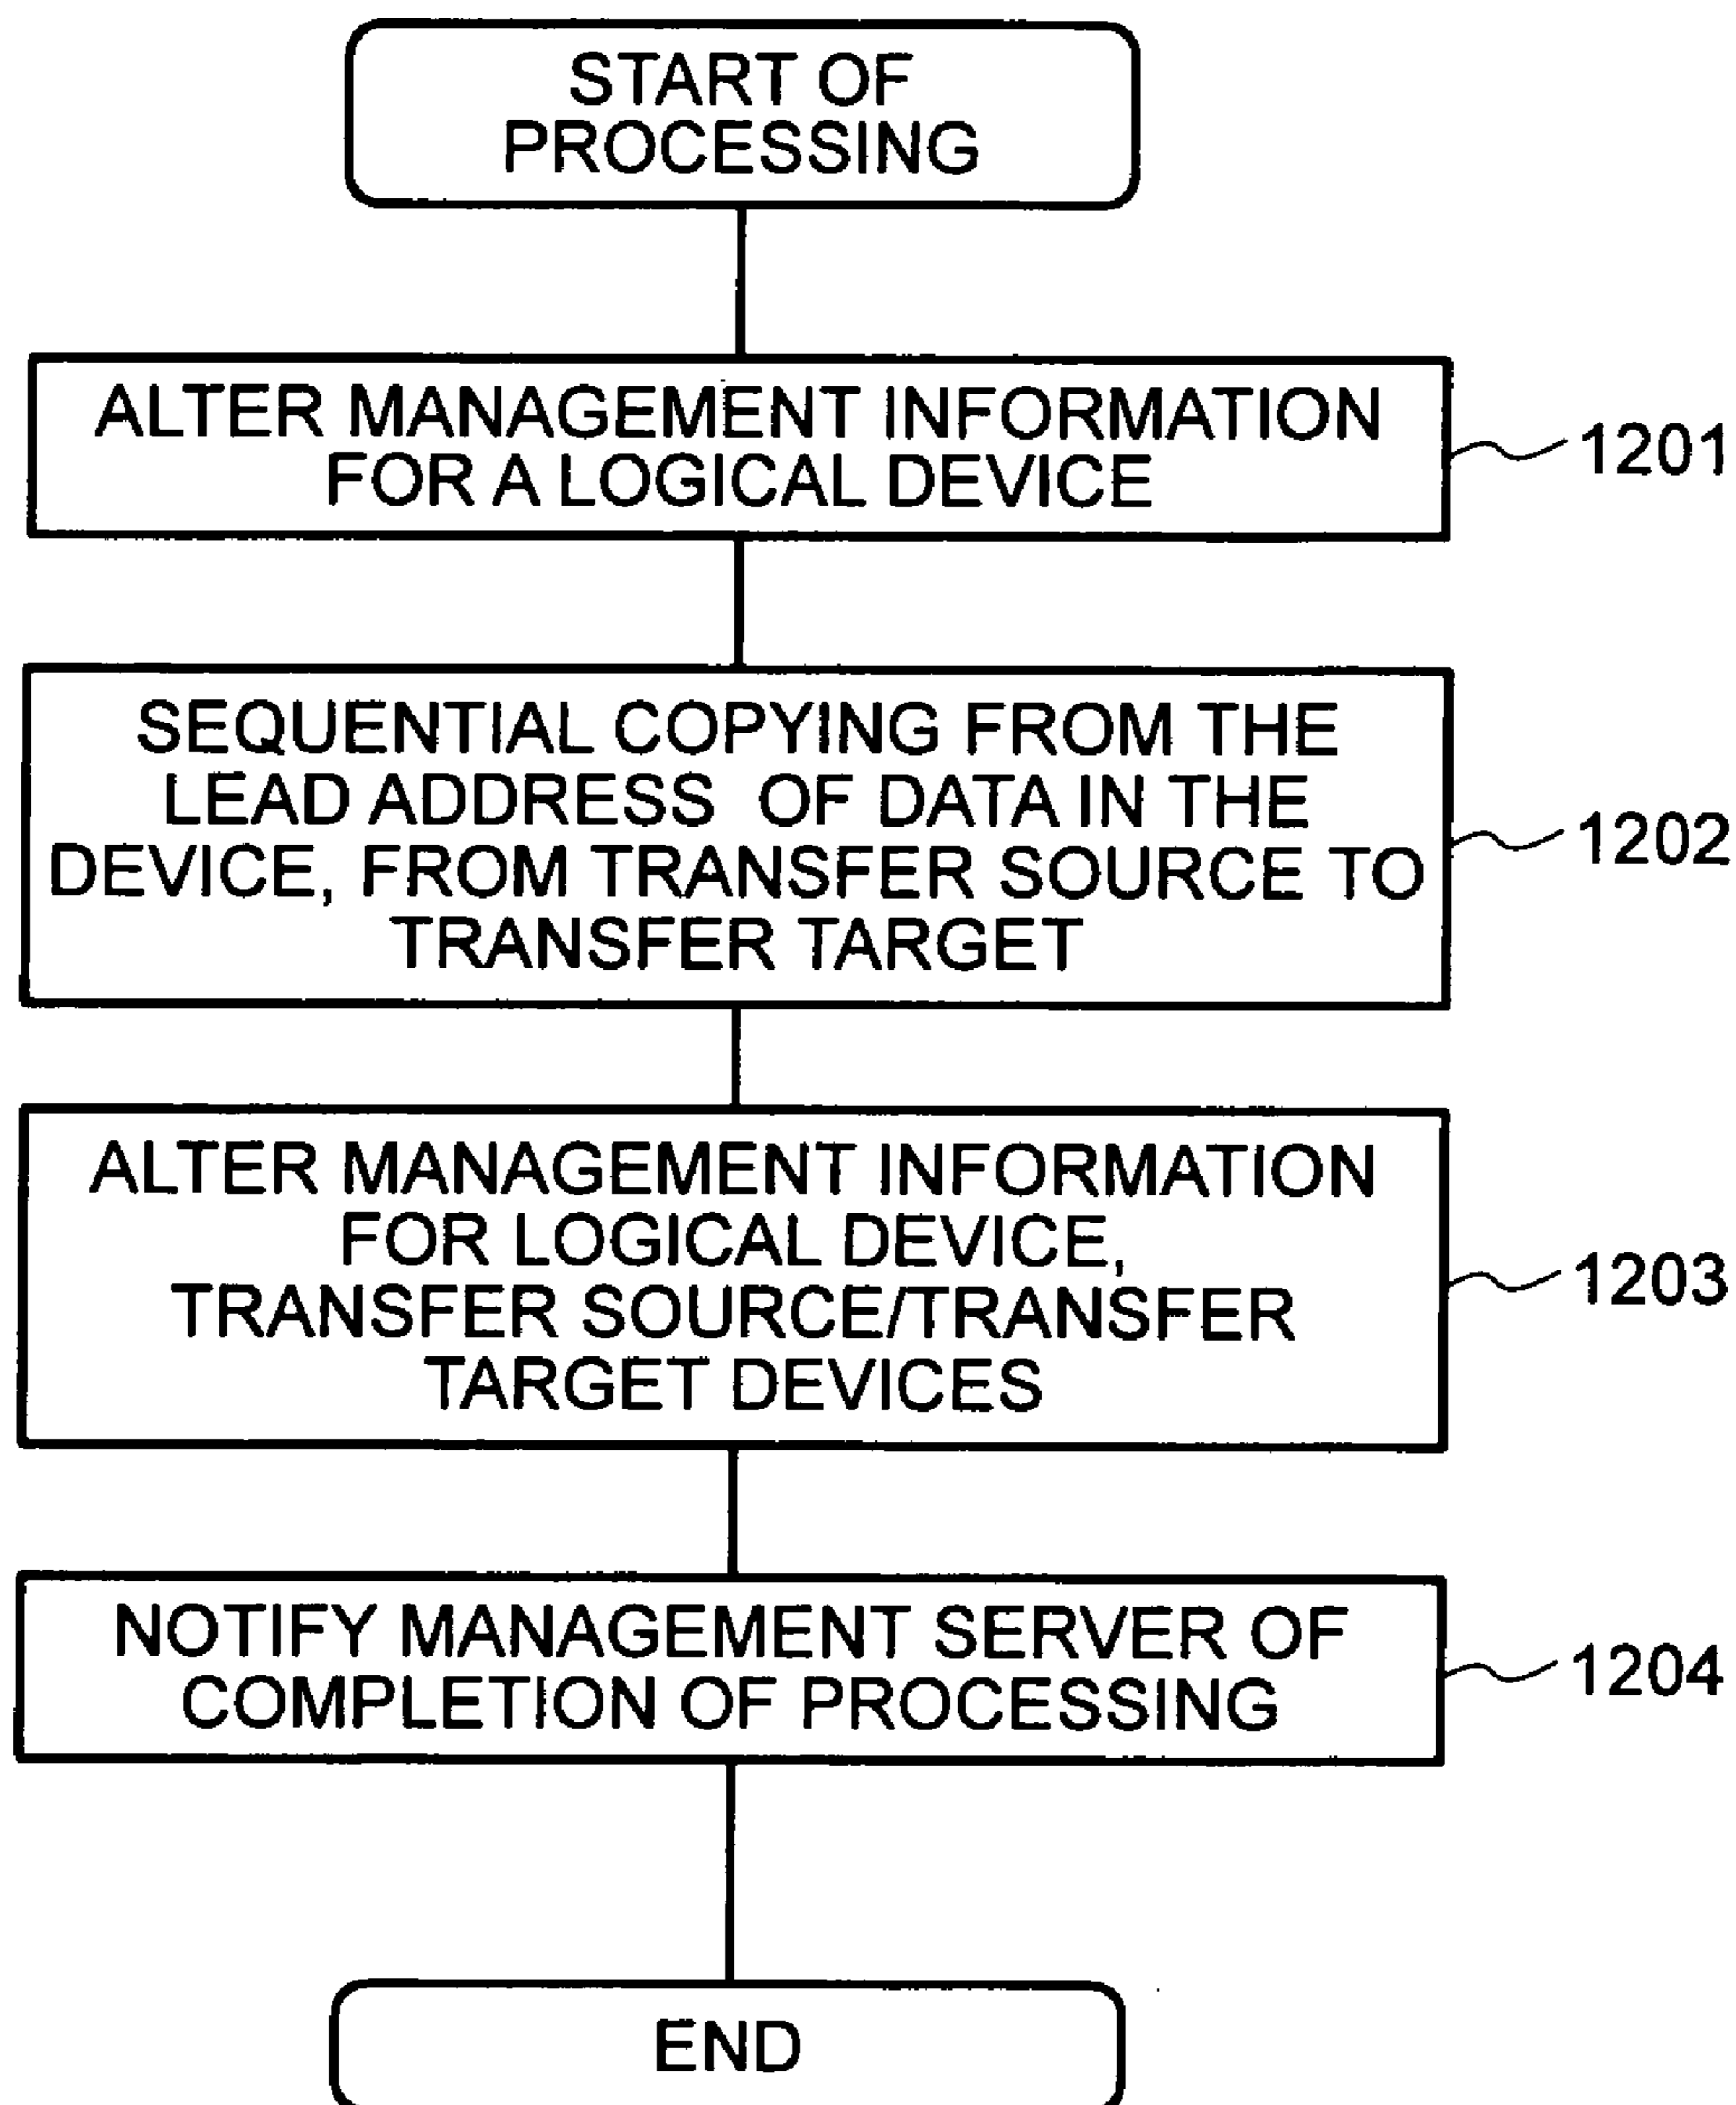 START OF
PROCESSING
ALTER MANAGEMENT INFORMATION
FOR A LOGICAL DEVICE
1201
SEQUENTIAL COPYING FROM THE
LEAD ADDRESS OF DATA IN THE
DEVICE, FROM TRANSFER SOURCE TO
TRANSFER TARGET
1202
ALTER MANAGEMENT INFORMATION
FOR LOGICAL DEVICE,
TRANSFER SOURCE/TRANSFER
TARGET DEVICES
1203
NOTIFY MANAGEMENT SERVER OF
COMPLETION OF PROCESSING
1204
END